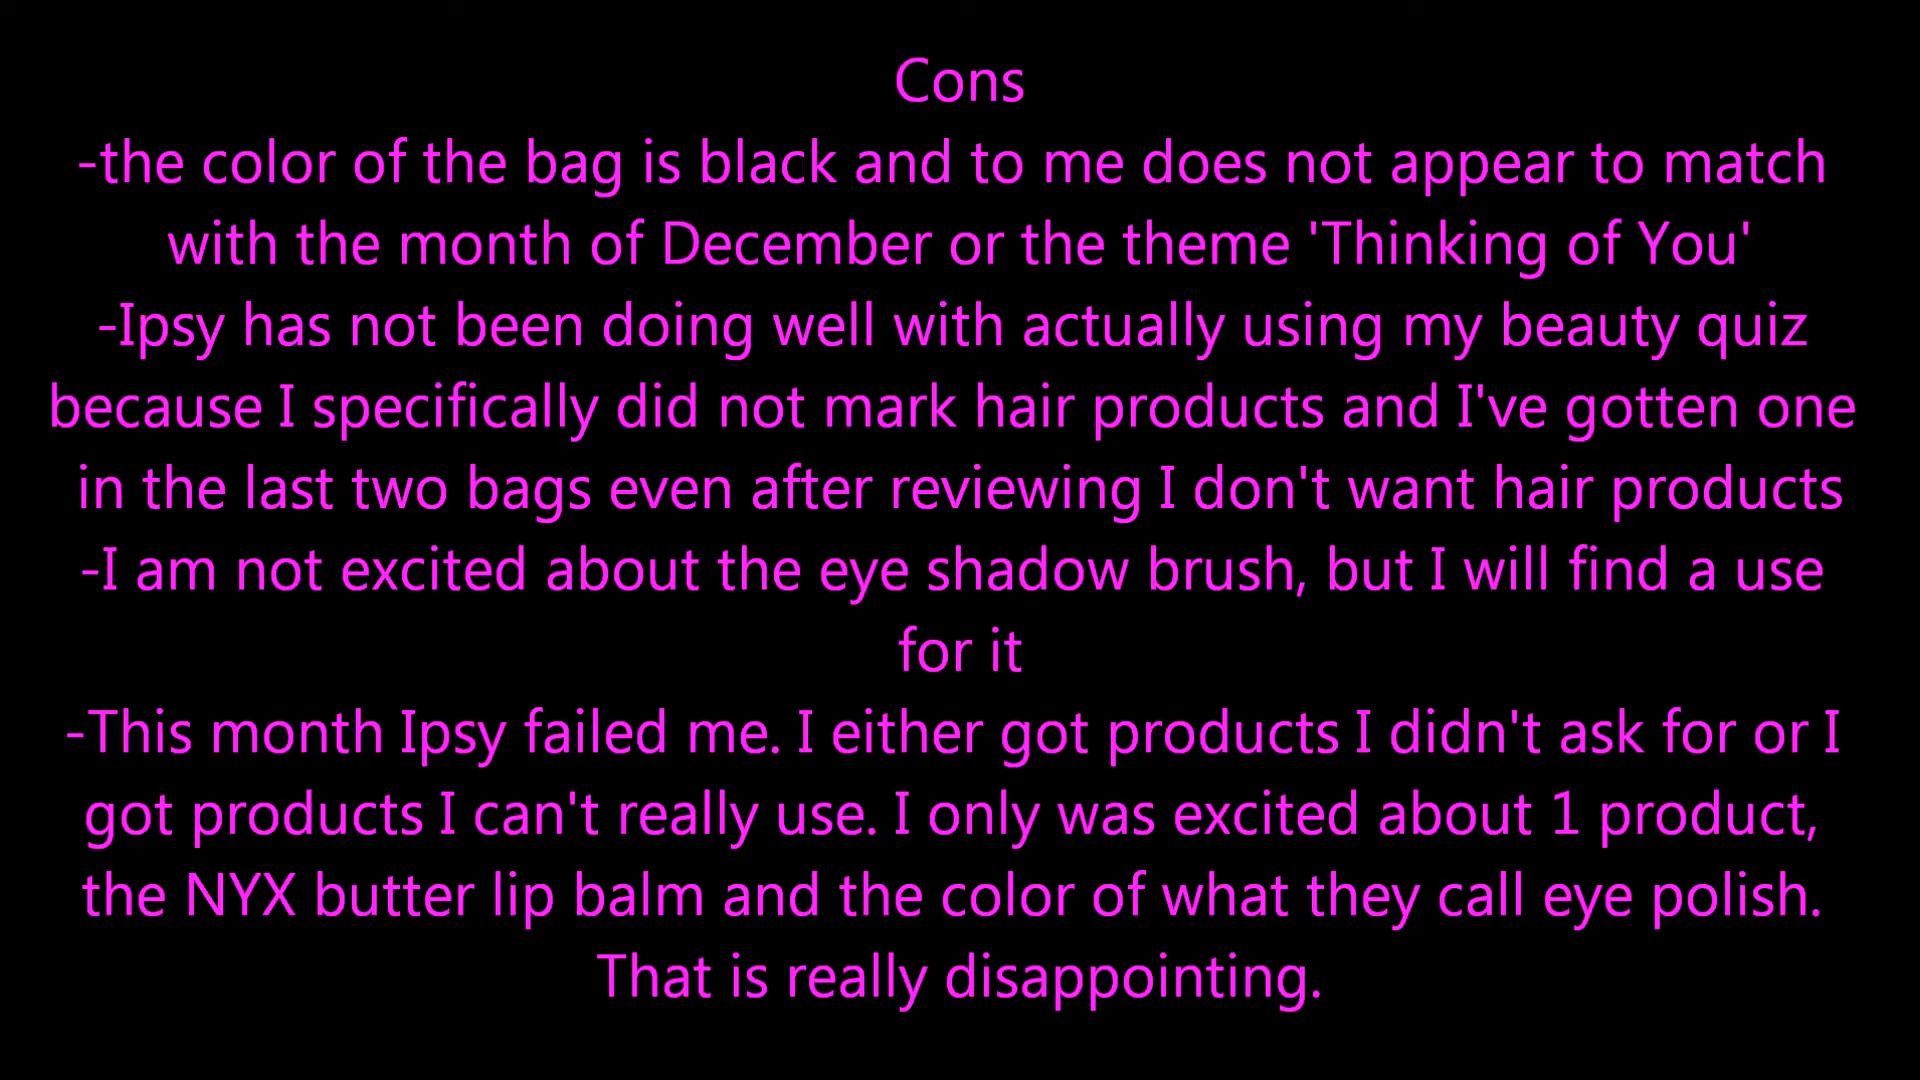 Cons
-the color of the bag is black and to me does not appear to match
with the month of December or the theme 'Thinking of You'
-Ipsy has not been doing well with actually using my beauty quiz
because I specifically did not mark hair products and I've gotten one
in the last two bags even after reviewing I don't want hair products
-I am not excited about the eye shadow brush, but I will find a use
for it
-This month Ipsy failed me. I either got products I didn't ask for or I
got products I can't really use. I only was excited about 1 product,
the NYX butter lip balm and the color of what they call eye polish.
That is really disappointing.